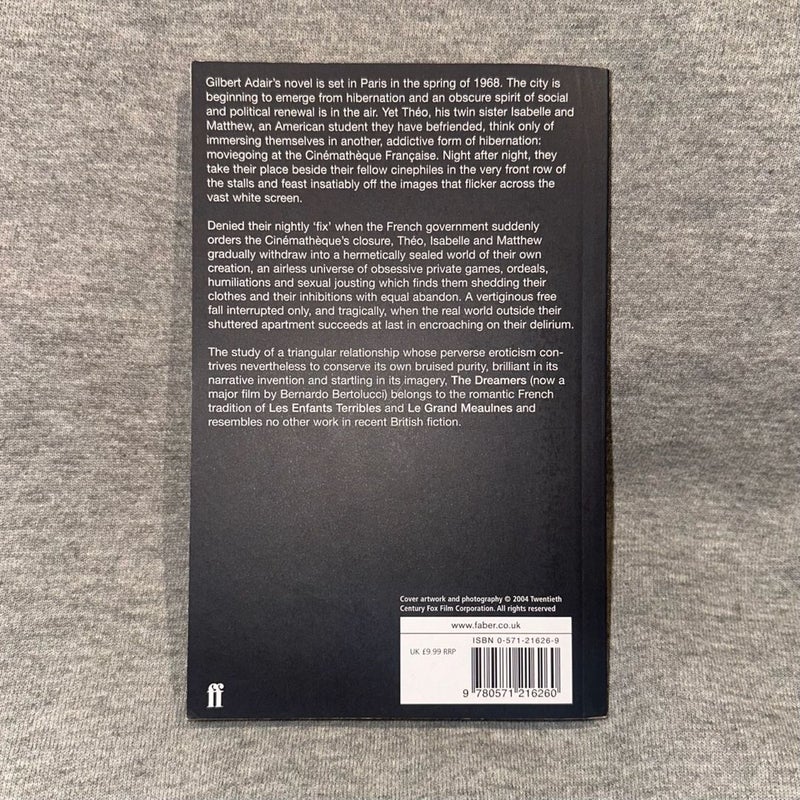 Gilbert Adair's novel is set in Paris in the spring of 1968. The city is
beginning to emerge from hibernation and an obscure spirit of social
and political renewal is in the air. Yet Théo, his twin sister Isabelle and
Matthew, an American student they have befriended, think only of
immersing themselves in another, addictive form of hibernation:
moviegoing at the Cinémathèque Française. Night after night, they
take their place beside their fellow cinephiles in the very front row of
the stalls and feast insatiably off the images that flicker across the
vast white screen.
Denied their nightly 'fix' when the French government suddenly
orders the Cinémathèque's closure, Théo, Isabelle and Matthew
gradually withdraw into a hermetically sealed world of their own
creation, an airless universe of obsessive private games, ordeals,
humiliations and sexual jousting which finds them shedding their
clothes and their inhibitions with equal abandon. A vertiginous free
fall interrupted only, and tragically, when the real world outside their
shuttered apartment succeeds at last in encroaching on their delirium.
The study of a triangular relationship whose perverse eroticism con-
trives nevertheless to conserve its own bruised purity, brilliant in its
narrative invention and startling in its imagery, The Dreamers (now a
major film by Bernardo Bertolucci) belongs to the romantic French
tradition of Les Enfants Terribles and Le Grand Meaulnes and
resembles no other work in recent British fiction.
Cover artwork and photography © 2004 Twentieth
Century Fox Film Corporation. All rights reserved
www.faber.co.uk
ISBN 0-571-21626-9
UK £9.99 RRP
9 780571 216260
ff